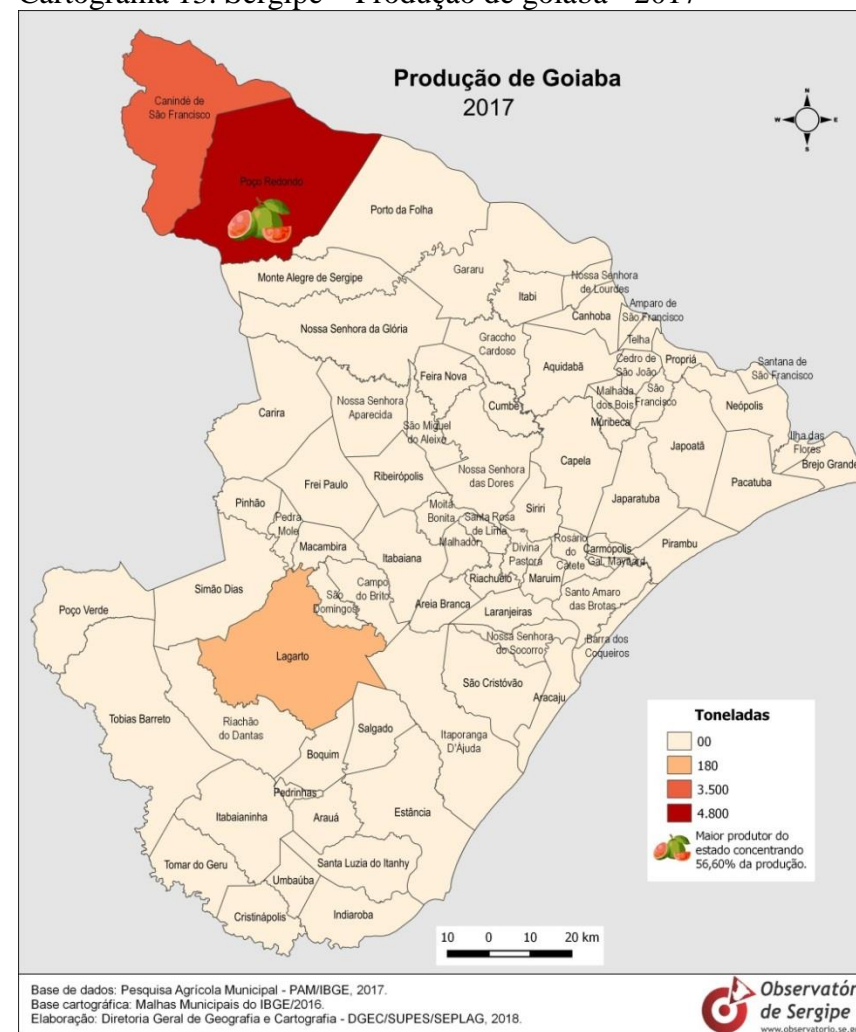 Cartograma 13. Sergipe – Produção de goiaba - 2017
Produção de Goiaba
2017
N
W
E
S
Canindé de
São Francisco
Poço Redondo
Porto da Folha
Monte Alegre de Sergipe
Gararu
Itabi
Nossa Senhora
de Lourdes
Canhoba
Amparo de
São Francisco
Nossa Senhora da Glória
Graccho
Cardoso
Aquidabã
Telha
Cedro de
São João
Propriá
Santana de
São Francisco
Feira Nova
Carira
Nossa Senhora
Aparecida
Cumbe
Malhada
dos Bois
São
Francisco
Neópolis
São Miguel
do Aleixo
Muribeca
Ilha das
Flores
Brejo Grande
Japoatã
Pacatuba
Frei Paulo
Ribeirópolis
Nossa Senhora
das Dores
Capela
Japaratuba
Pinhão
Pedra
Mole
Moita
Bonita
Santa Rosa
de Lima
Siriri
Pirambu
Macambira
Itabaiana
Malhador
Divina
Pastora
Rosário
do
Catete
Carmópolis
Gal. Maynard
Simão Dias
São
Domingos
Campo
do Brito
Riachuelo
Maruim
Santo Amaro
das Brotas
Poço Verde
Areia Branca
Laranjeiras
Lagarto
Nossa Senhora
do Socorro
Barra dos
Coqueiros
São Cristóvão
Aracaju
Tobias Barreto
Riachão
do Dantas
Salgado
Itaporanga
D'Ájuda
Boquim
Pedrinhas
Itabaianinha
Arauá
Estância
Tomar do Geru
Santa Luzia do Itanhy
Umbaúba
Cristinápolis
Indiaroba
Toneladas
00
180
3.500
4.800
Maior produtor do
estado concentrando
56,60% da produção.
10 0 10 20 km
Base de dados: Pesquisa Agrícola Municipal - PAM/IBGE, 2017.
Base cartográfica: Malhas Municipais do IBGE/2016.
Elaboração: Diretoria Geral de Geografia e Cartografia - DGEC/SUPES/SEPLAG, 2018.
Observatór
de Sergipe